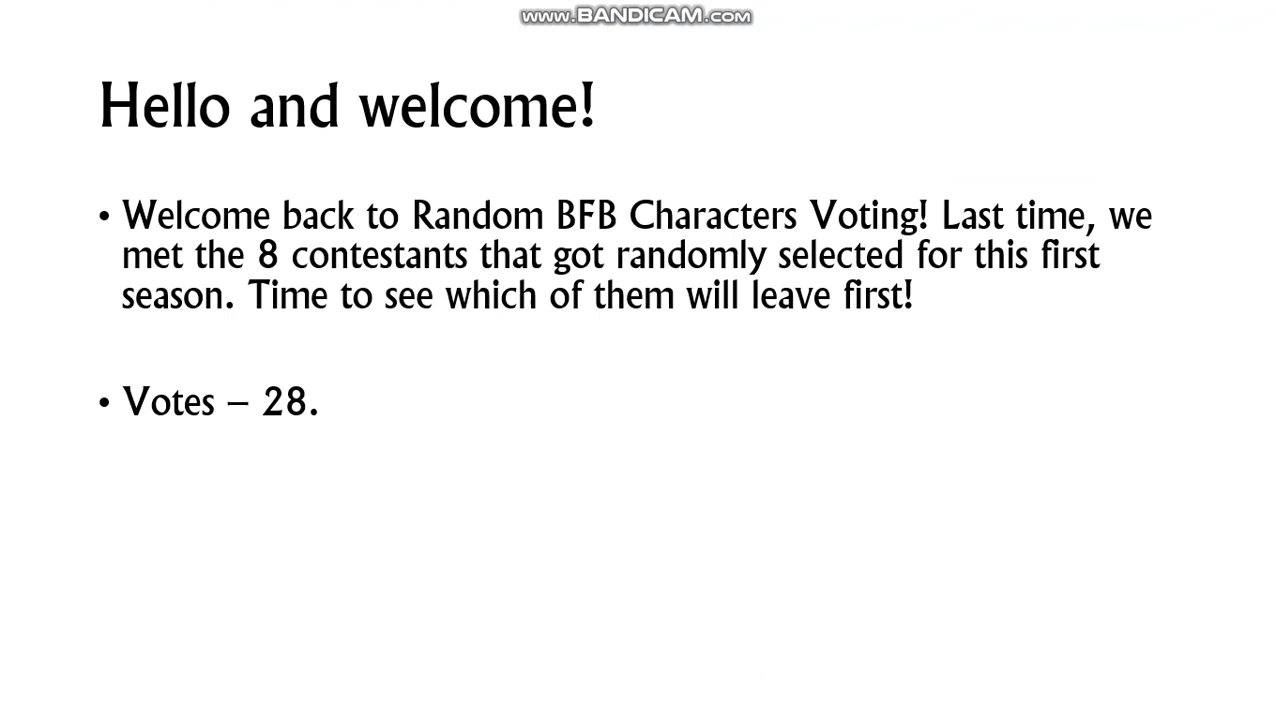 www.BANDICAM.com
Hello and welcome!
• Welcome back to Random BFB Characters Voting! Last time, we
met the 8 contestants that got randomly selected for this first
season. Time to see which of them will leave first!
• Votes – 28.